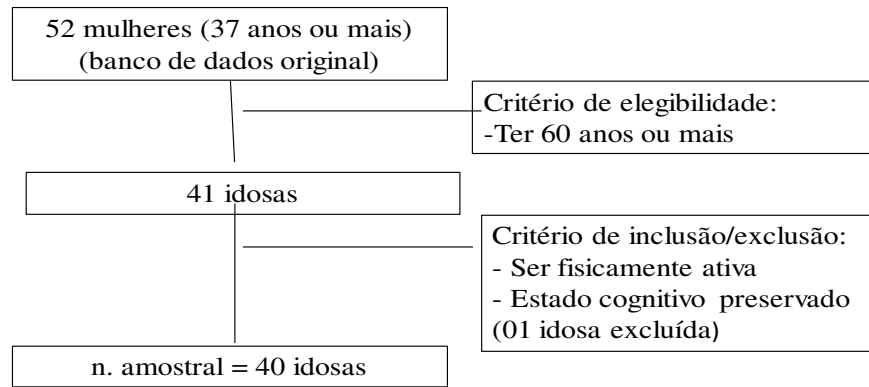 52 mulheres (37 anos ou mais)
(banco de dados original)
Critério de elegibilidade:
-Ter 60 anos ou mais
41 idosas
Critério de inclusão/exclusão:
- Ser fisicamente ativa
- Estado cognitivo preservado
(01 idosa excluída)
n. amostral = 40 idosas